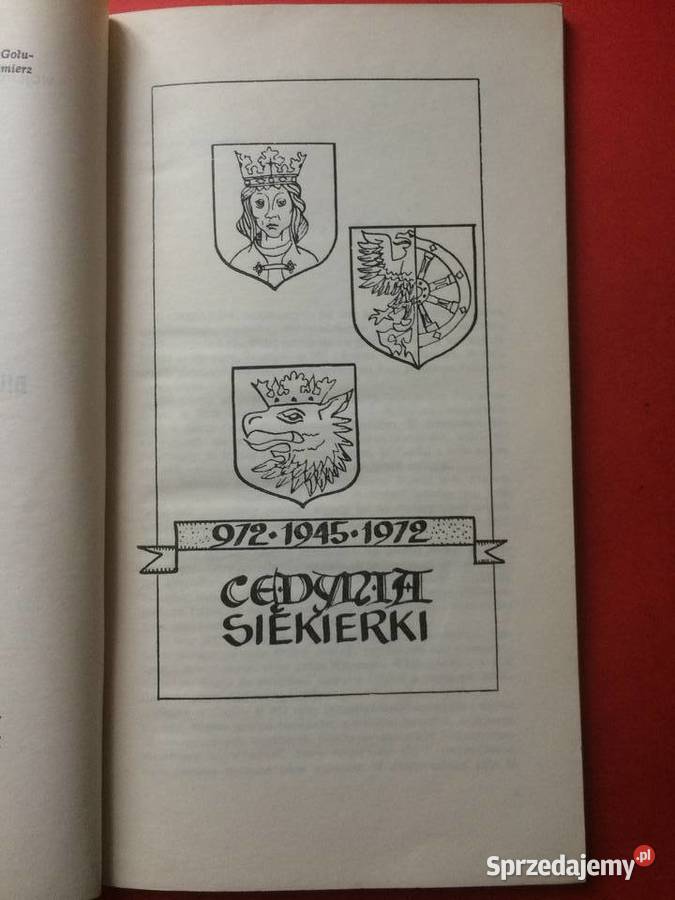 Gołu-
mierz
972·1945·1972
CEDYNIA
SIEKIERKI
Sprzedajemy.pl